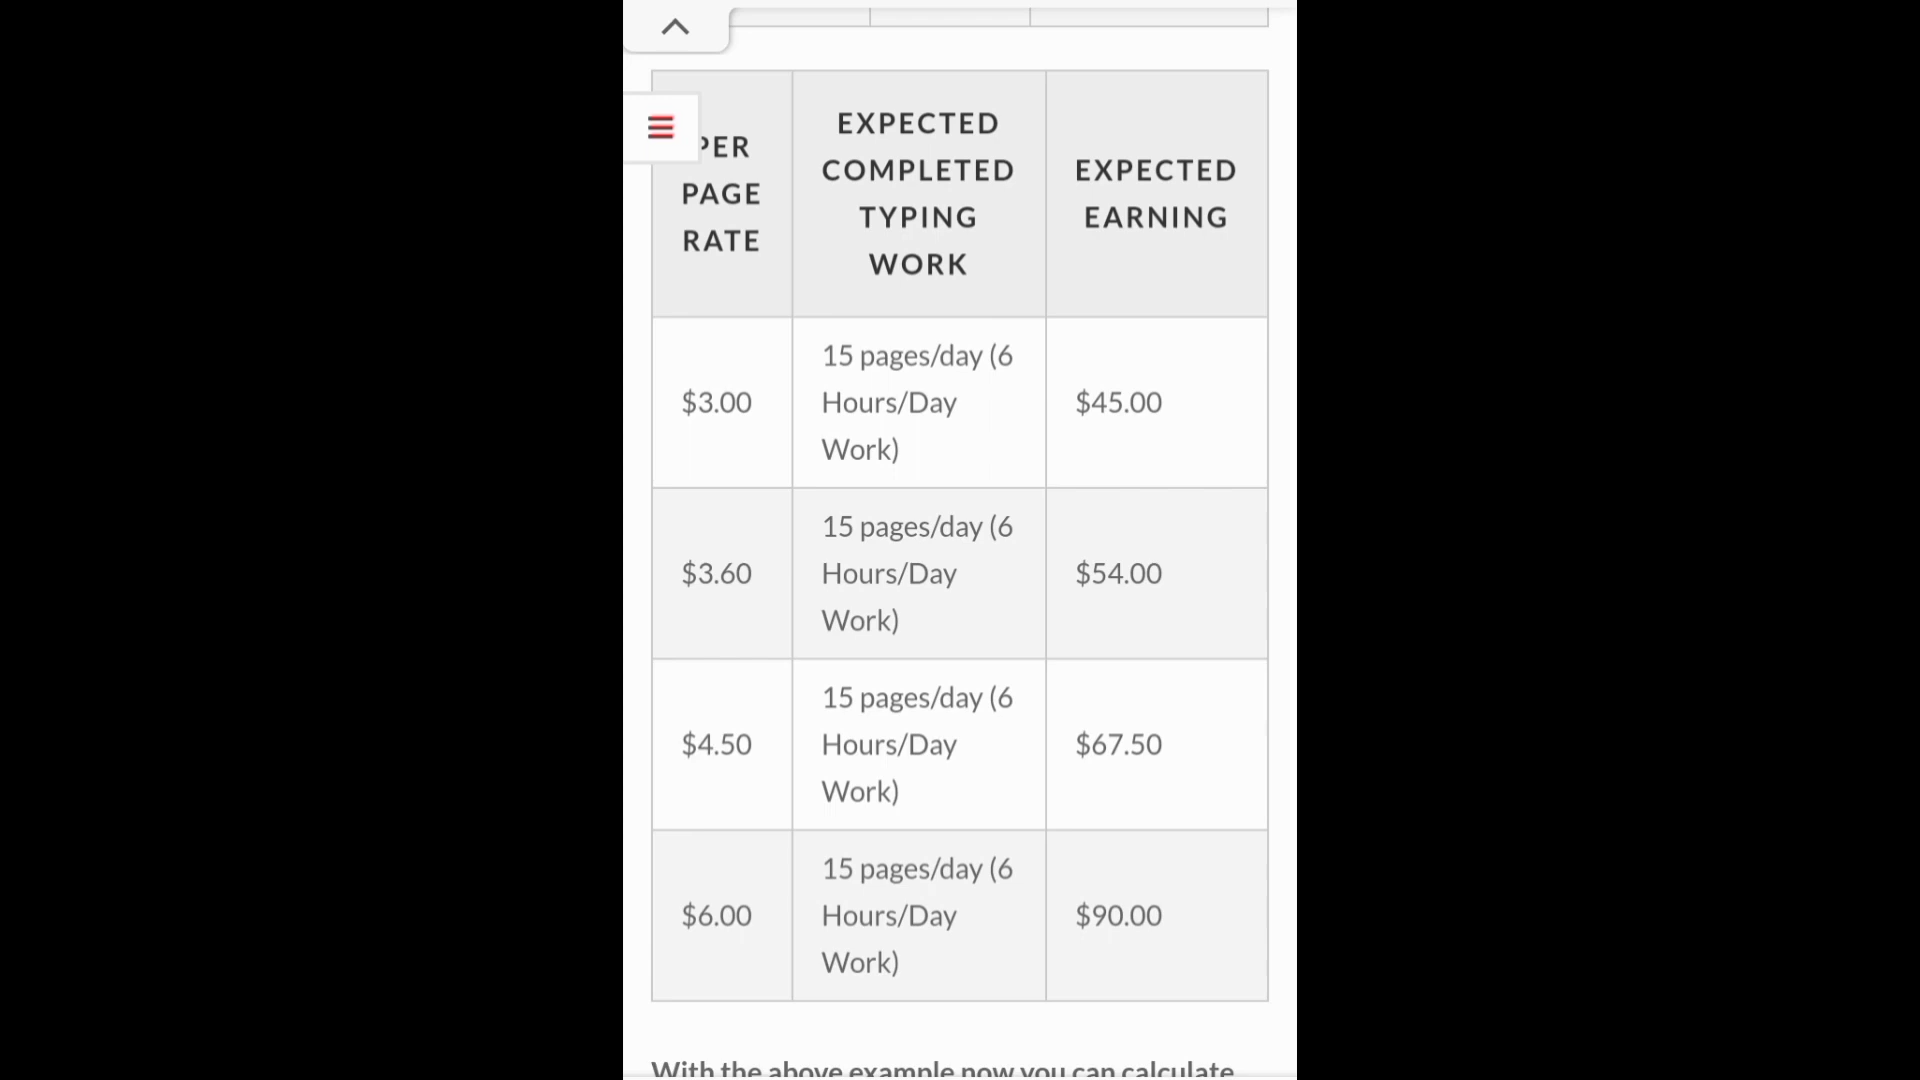 PER
PAGE
RATE
EXPECTED
COMPLETED
TYPING
WORK
EXPECTED
EARNING
$3.00
15 pages/day (6
Hours/Day
Work)
$45.00
$3.60
15 pages/day (6
Hours/Day
Work)
$54.00
$4.50
15 pages/day (6
Hours/Day
Work)
$67.50
$6.00
15 pages/day (6
Hours/Day
Work)
$90.00
With the above example now you can calculate